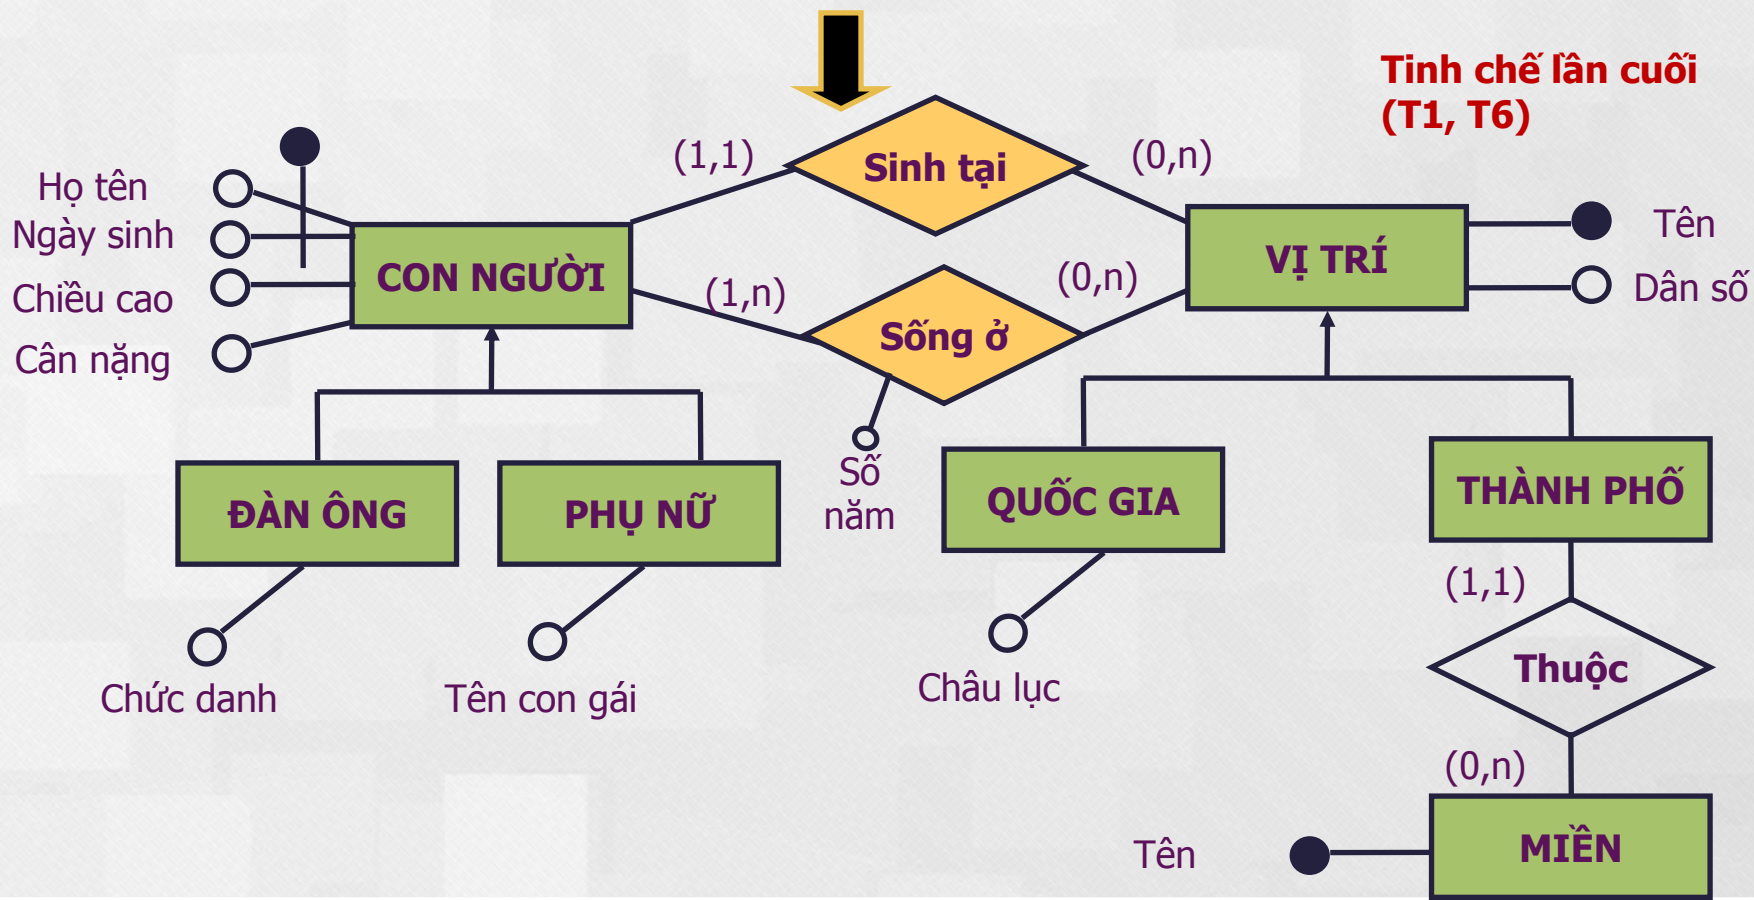 Tinh chế lần cuối
(T1, T6)
(1,1)
Sinh tại
(0,n)
Họ tên
Ngày sinh
Chiều cao
Cân nặng
CON NGƯỜI
(1,n)
Sống ở
(0,n)
VỊ TRÍ
Tên
Dân số
Số
năm
ĐÀN ÔNG
PHỤ NỮ
QUỐC GIA
THÀNH PHỐ
Chức danh
Tên con gái
Châu lục
(1,1)
Thuộc
(0,n)
Tên
MIỀN